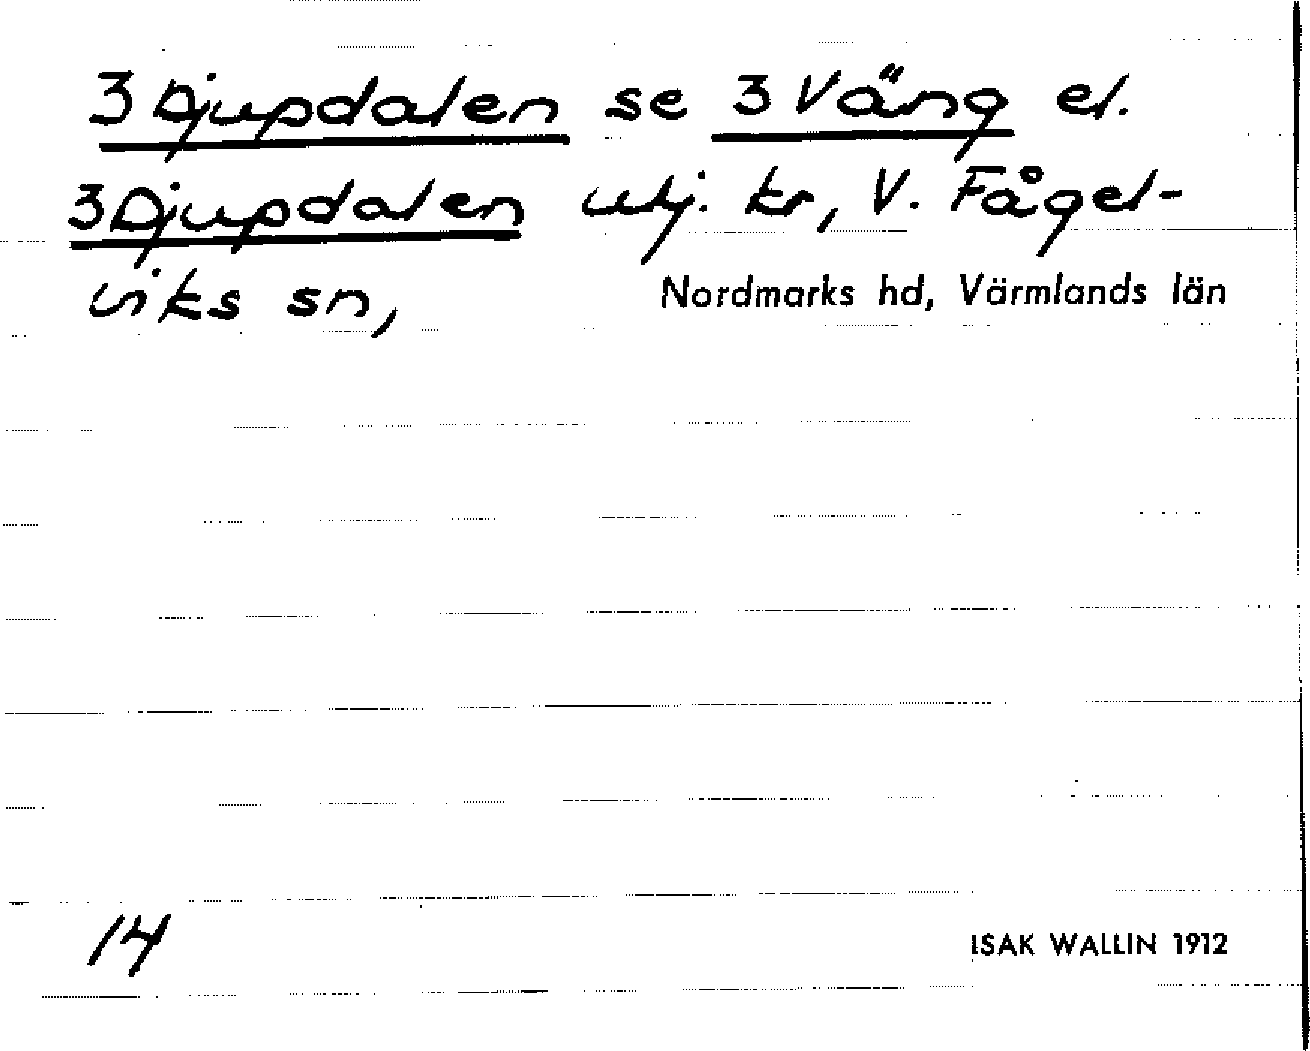 3 Djupdalen se 3 Väng el.
3 Djupdalen utj. kr, V. Fågel-
viks sn, Nordmarks hd, Värmlands län
14
ISAK WALLIN 1912